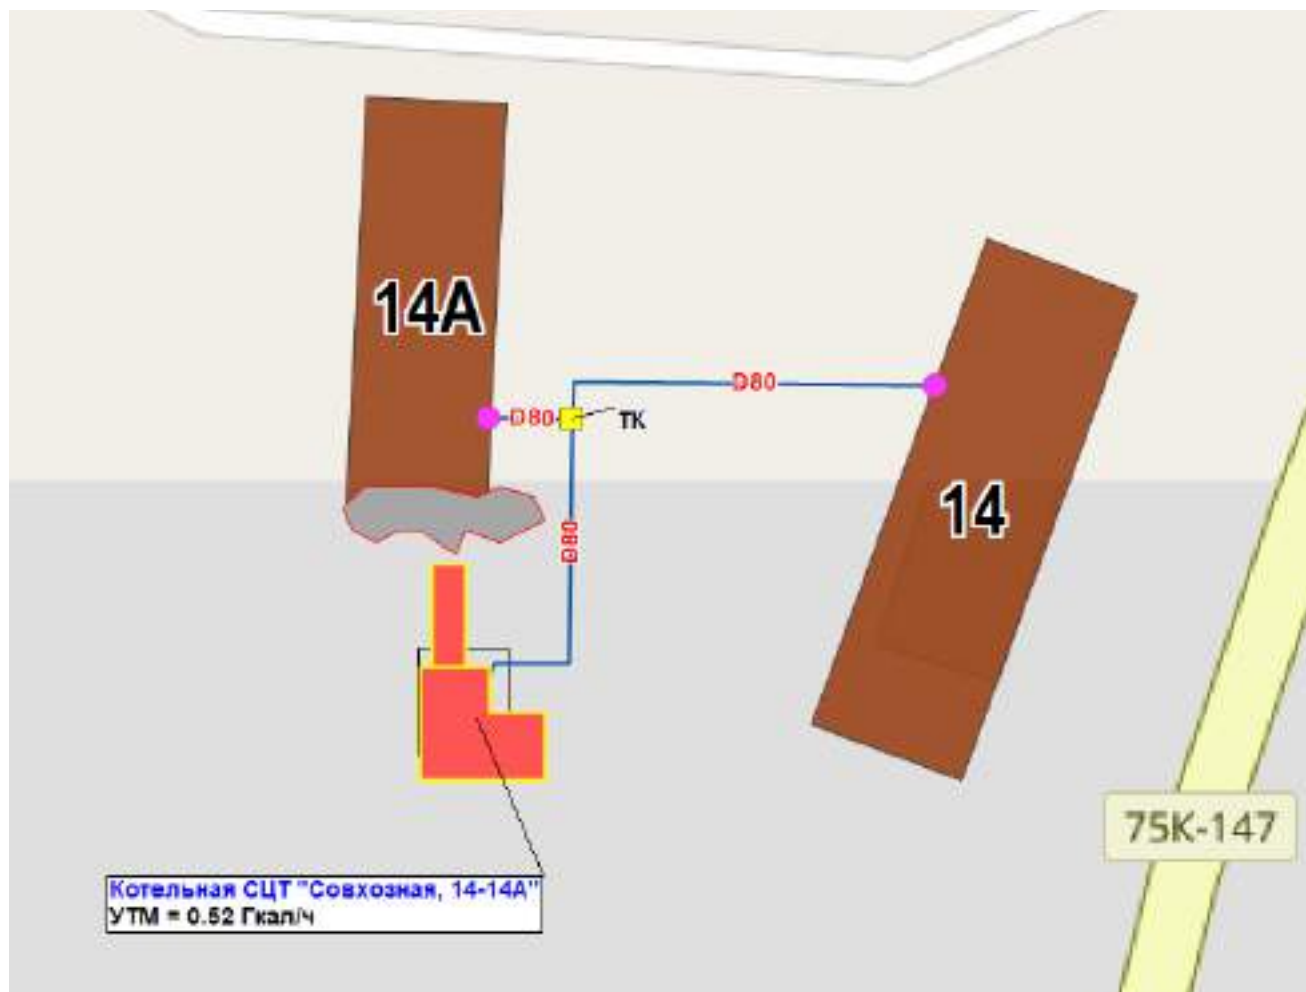 14А
D80
D80
ТК
14
D80
75К-147
Котельная СЦТ "Совхозная, 14-14А"
УТМ = 0.52 Гкал/ч